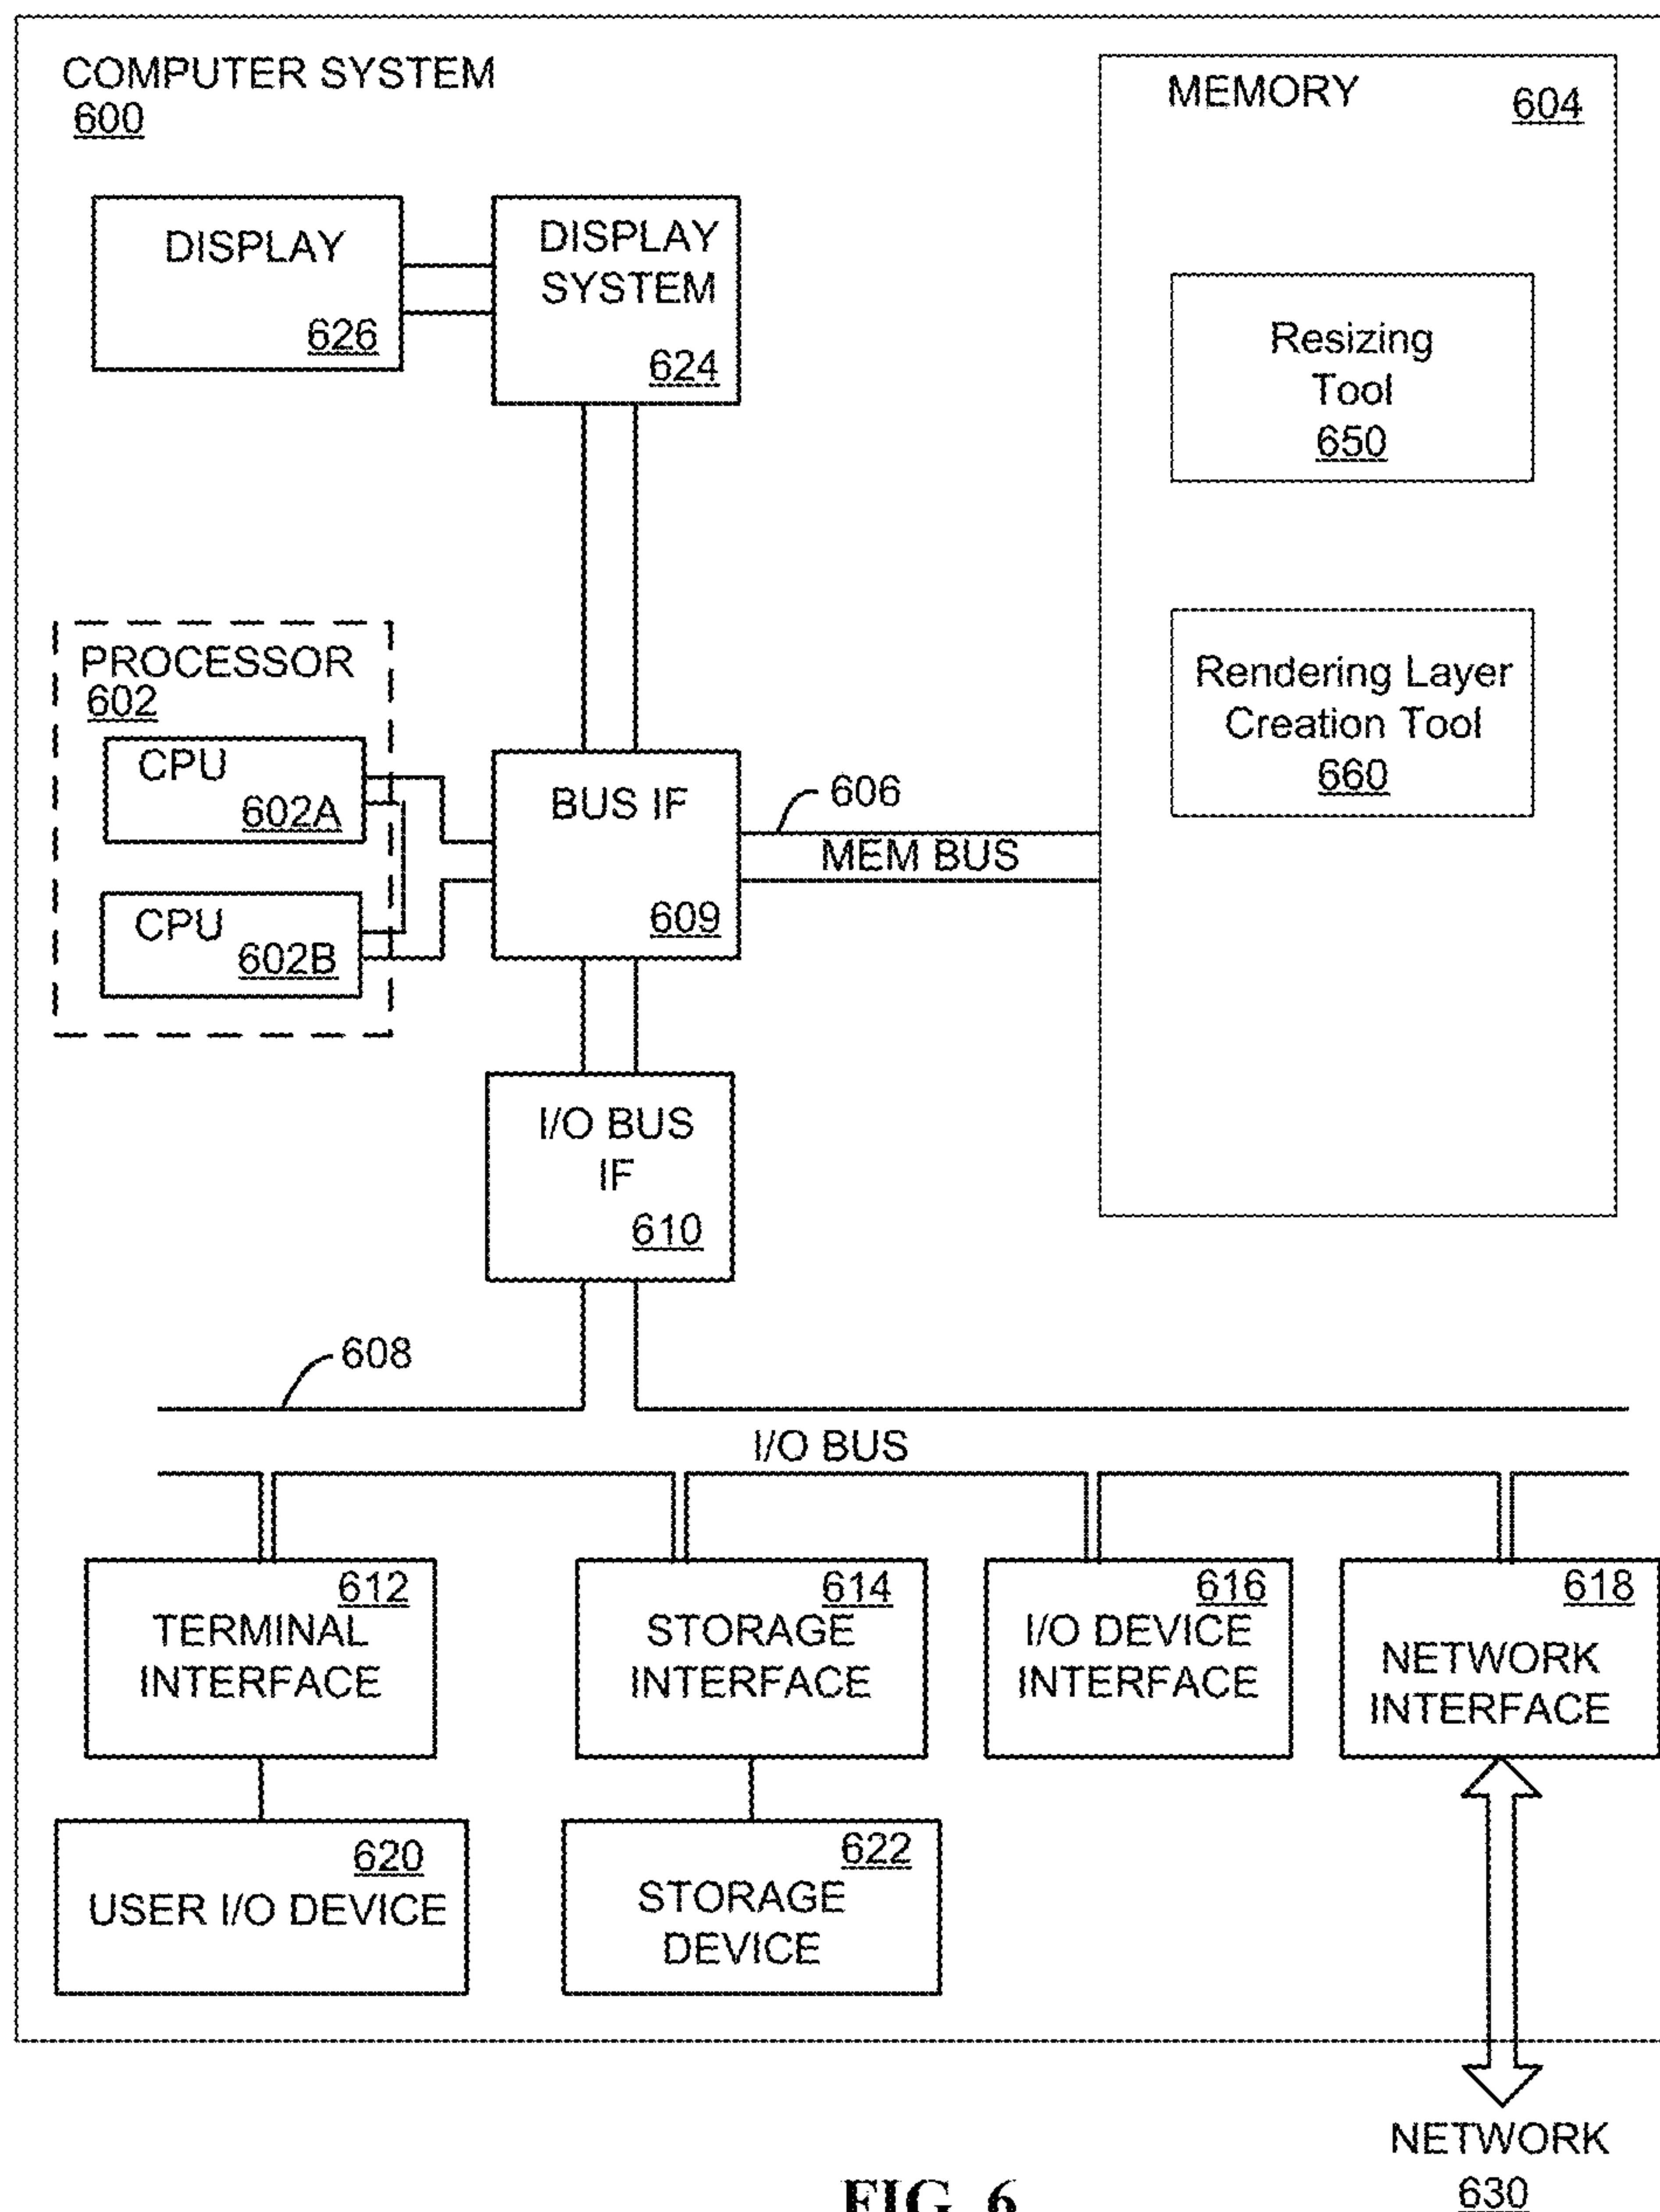 COMPUTER SYSTEM
600
MEMORY
604
DISPLAY
626
DISPLAY
SYSTEM
624
Resizing
Tool
650
Rendering Layer
Creation Tool
660
PROCESSOR
602
CPU
602A
CPU
602B
BUS IF
609
606
MEM BUS
I/O BUS
IF
610
608
I/O BUS
612
TERMINAL
INTERFACE
614
STORAGE
INTERFACE
616
I/O DEVICE
INTERFACE
618
NETWORK
INTERFACE
620
USER I/O DEVICE
622
STORAGE
DEVICE
NETWORK
630
FIG. 6